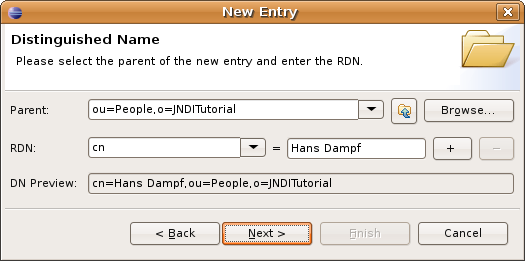 New Entry
Distinguished Name
Please select the parent of the new entry and enter the RDN.
Parent: ou=People,o=JNDITutorial Browse...
RDN: cn = Hans Dampf + −
DN Preview: cn=Hans Dampf,ou=People,o=JNDITutorial
< Back Next > Finish Cancel